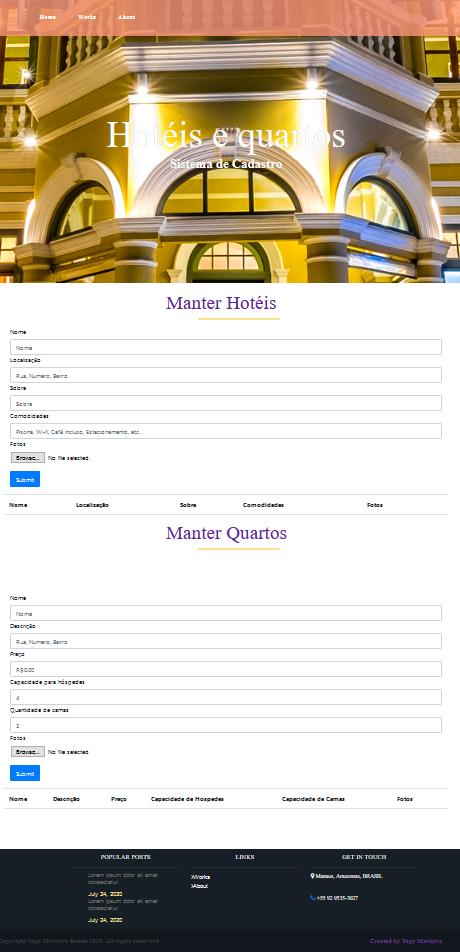 Home Works About
Hotéis e quartos
Sistema de Cadastro
Manter Hotéis
Nome
Nome
Localização
Rua, Numero, Bairro
Sobre
Sobre
Comodidades
Piscina, Wi-fi, Café incluso, Estacionamento, etc..
Fotos
Browse... No file selected.
Submit
Nome Localização Sobre Comodidades Fotos
Manter Quartos
Nome
Nome
Descrição
Rua, Numero, Bairro
Preço
R$0,00
Capacidade para hóspedes
4
Quantidade de camas
2
Fotos
Browse... No file selected.
Submit
Nome Descrição Preço Capacidade de Hospedes Capacidade de Camas Fotos
POPULAR POSTS
Lorem ipsum dolor sit amet
consectetur
July 24, 2020
Lorem ipsum dolor sit amet
consectetur
July 24, 2020
LINKS
Works
About
GET IN TOUCH
Manaus, Amazonas, BRASIL
+55 92 9535-3027
Copyright Yago Marialva Bentes 2020. All rights reserved
Created by Yago Marialva